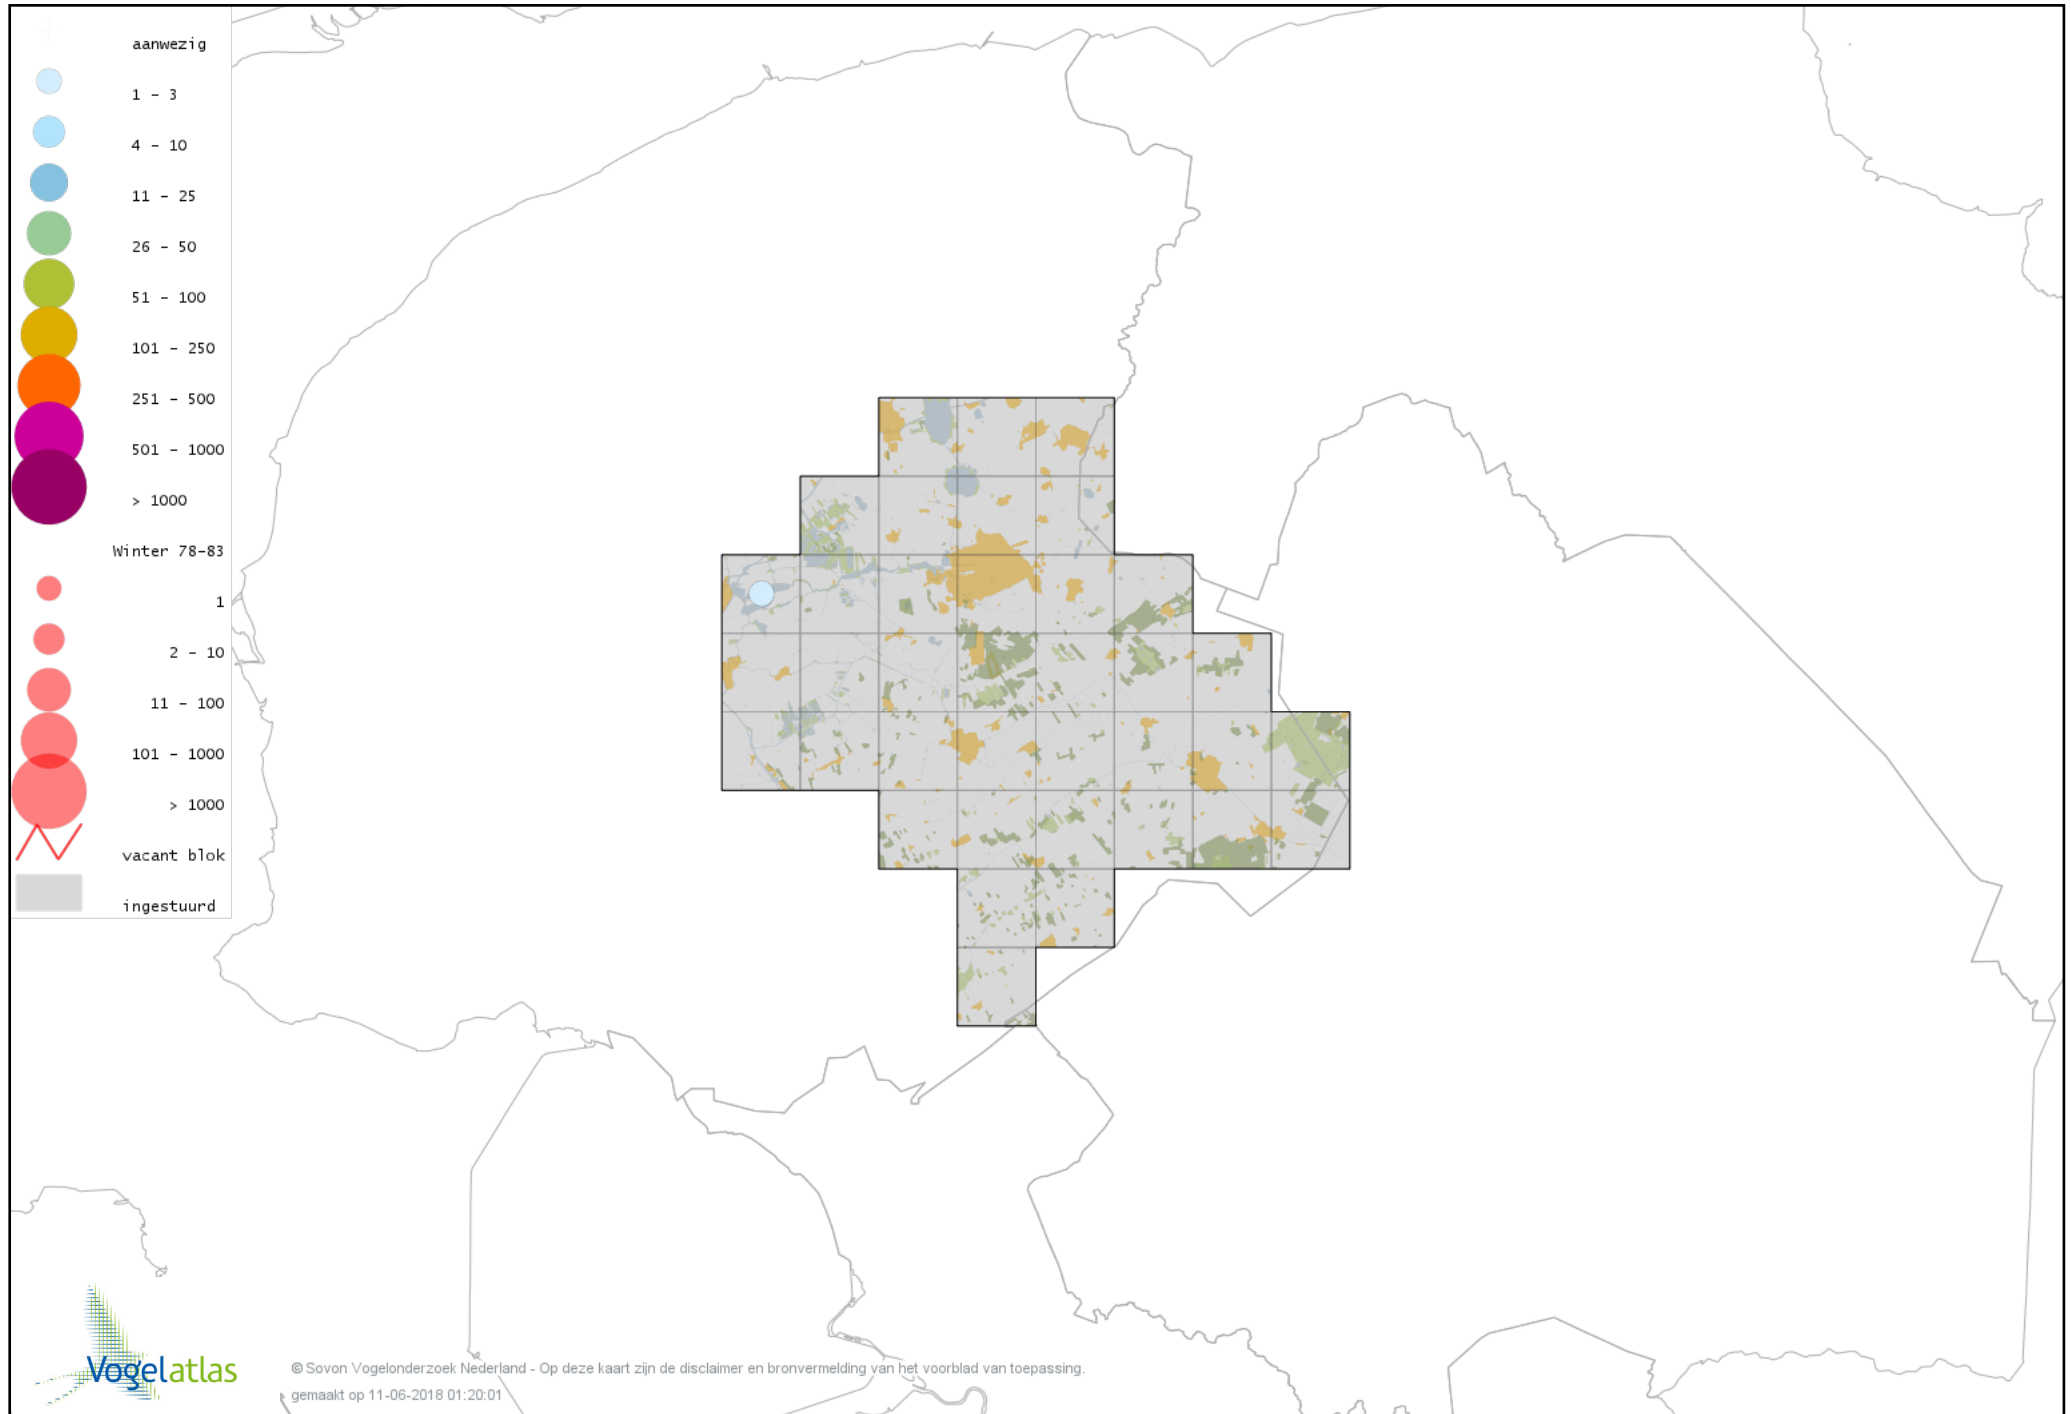 aanwezig
1 - 3
4 - 10
11 - 25
26 - 50
51 - 100
101 - 250
251 - 500
501 - 1000
> 1000
Winter 78-83
1
2 - 10
11 - 100
101 - 1000
> 1000
vacant blok
ingestuurd
Vogelatlas
© Sovon Vogelonderzoek Nederland - Op deze kaart zijn de disclaimer en bronvermelding van het voorblad van toepassing.
gemaakt op 11-06-2018 01:20:01